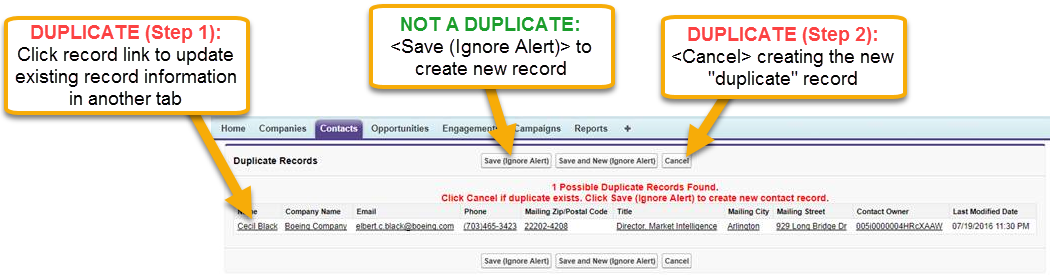 DUPLICATE (Step 1):
Click record link to update
existing record information
in another tab
NOT A DUPLICATE:
<Save (Ignore Alert)> to
create new record
DUPLICATE (Step 2):
<Cancel> creating the new
"duplicate" record
Home Companies Contacts Opportunities Campaigns Reports +
Duplicate Records Save (Ignore Alert) Save and New (Ignore Alert) Cancel
1 Possible Duplicate Records Found.
Click Cancel if duplicate exists. Click Save (Ignore Alert) to create new contact record.
Company Name Email Phone Mailing Zip/Postal Code Title Mailing City Mailing Street Contact Owner Last Modified Date
Cecil Black Boeing Company elbert.c.black@boeing.com (703)465-3423 22202-4208 Director, Market Intelligence Arlington 929 Long Bridge Dr 005i0000004HRcXAAW 07/19/2016 11:30 PM
Save (Ignore Alert) Save and New (Ignore Alert) Cancel